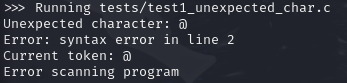 >>> Running tests/test1_unexpected_char.c
Unexpected character: @
Error: syntax error in line 2
Current token: @
Error scanning program